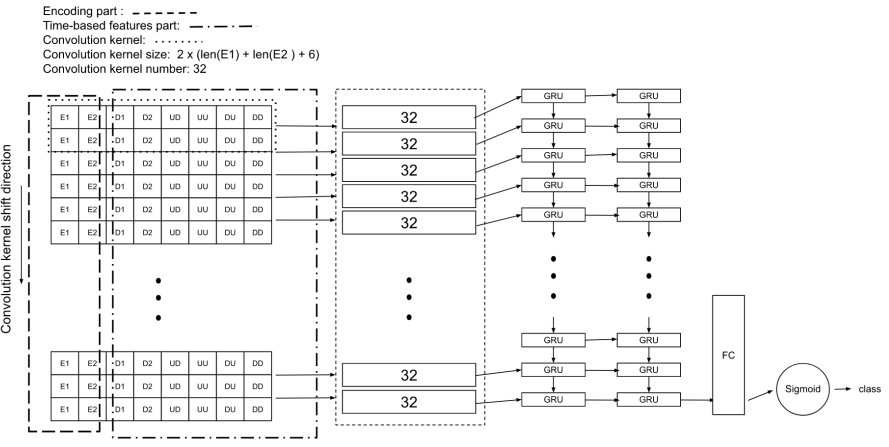 Encoding part :
Time-based features part:
Convolution kernel:
Convolution kernel size: 2 x (len(E1) + len(E2 ) + 6)
Convolution kernel number: 32
Convolution kernel shift direction
E1 E2 D1 D2 UD UU DU DD
E1 E2 D1 D2 UD UU DU DD
E1 E2 D1 D2 UD UU DU DD
E1 E2 D1 D2 UD UU DU DD
E1 E2 D1 D2 UD UU DU DD
E1 E2 D1 D2 UD UU DU DD
E1 E2 D1 D2 UD UU DU DD
E1 E2 D1 D2 UD UU DU DD
E1 E2 D1 D2 UD UU DU DD
32
32
32
32
32
32
32
GRU GRU
GRU GRU
GRU GRU
GRU GRU
GRU GRU
GRU GRU
GRU GRU
GRU GRU
FC
Sigmoid
class